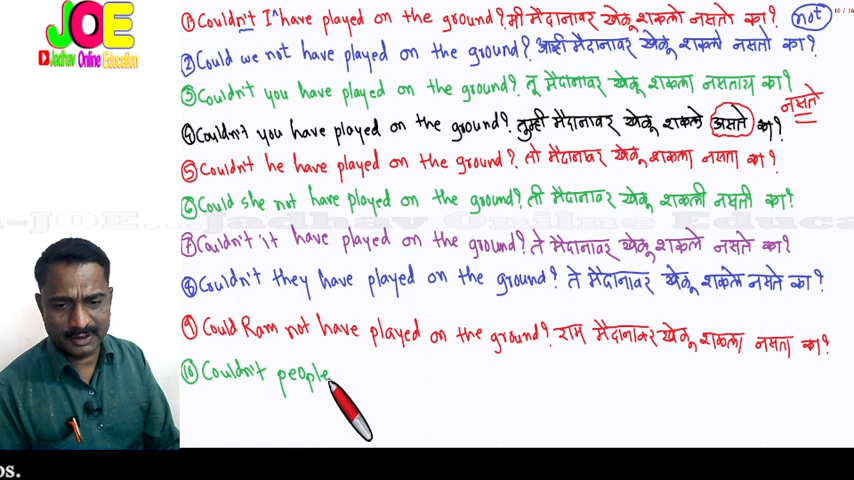 JOE
Jadhav Online Education
10 / 16
① Couldn't I ^ have played on the ground? मी मैदानावर खेळू शकलो नसतो का? not
② Could we not have played on the ground? आम्ही मैदानावर खेळू शकलो नसतो का?
③ Couldn't you have played on the ground? तू मैदानावर खेळू शकला नसताय का?
④ Couldn't you have played on the ground? तुम्ही मैदानावर खेळू शकले असते का? नसते
⑤ Couldn't he have played on the ground? तो मैदानावर खेळू शकला नसता का?
⑥ Could she not have played on the ground? ती मैदानावर खेळू शकली नसती का?
⑦ Couldn't it have played on the ground? ते मैदानावर खेळू शकले नसते का?
⑧ Couldn't they have played on the ground? ते मैदानावर खेळू शकले नसते का?
⑨ Could Ram not have played on the ground? राम मैदानावर खेळू शकला नसता का?
⑩ Couldn't people
os.